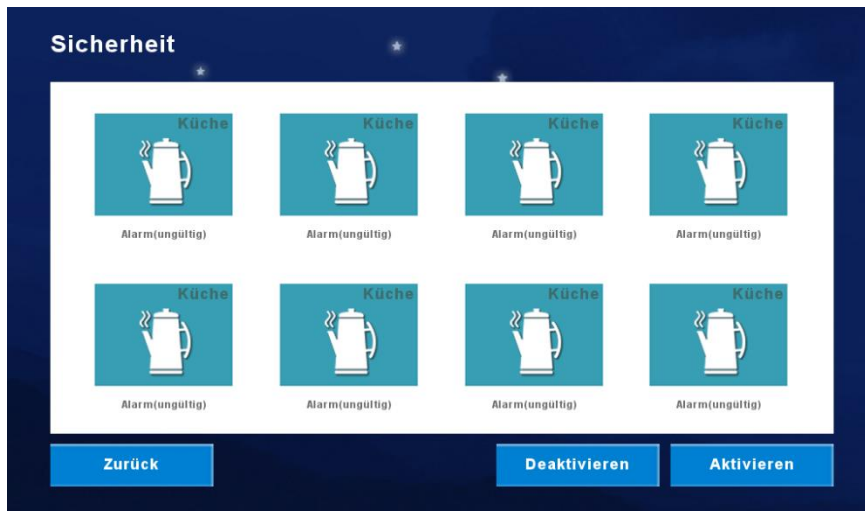 Sicherheit
Küche Küche Küche Küche
Alarm(ungültig) Alarm(ungültig) Alarm(ungültig) Alarm(ungültig)
Küche Küche Küche Küche
Alarm(ungültig) Alarm(ungültig) Alarm(ungültig) Alarm(ungültig)
Zurück Deaktivieren Aktivieren